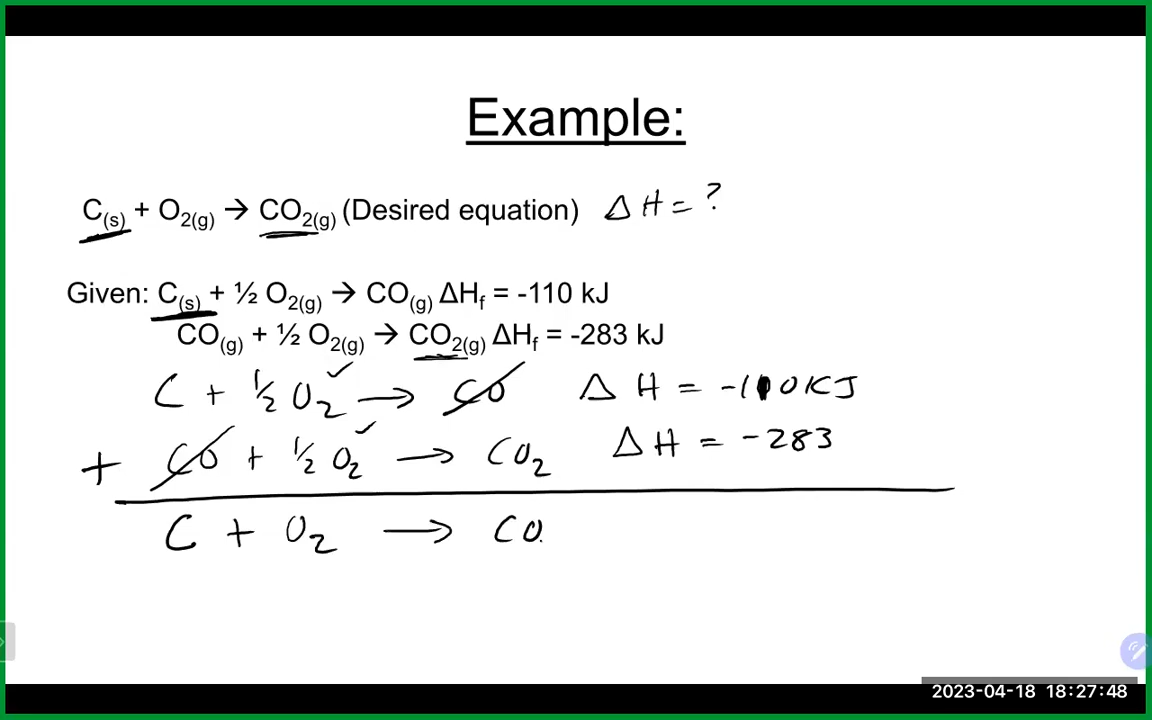 Example:
C(s) + O2(g) → CO2(g) (Desired equation) ΔH = ?
Given: C(s) + ½ O2(g) → CO(g) ΔHf = -110 kJ
CO(g) + ½ O2(g) → CO2(g) ΔHf = -283 kJ
C + ½ O2 ✓ → CO ΔH = -110 KJ
+ CO + ½ O2 ✓ → CO2 ΔH = -283
C + O2 → CO
2023-04-18 18:27:48